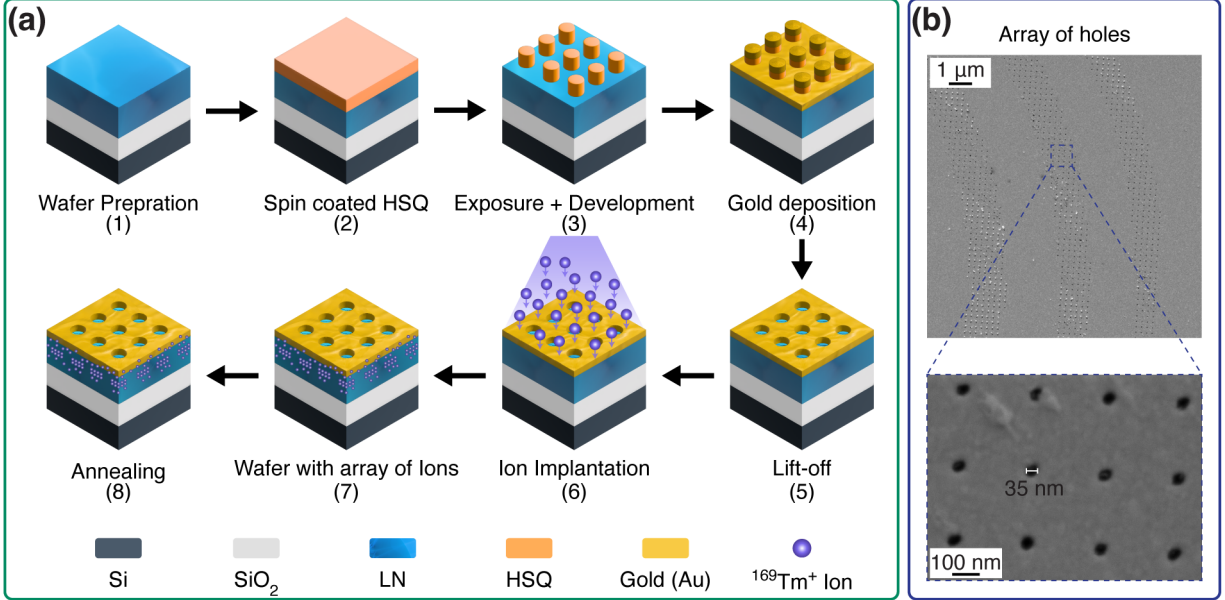 (a)
Wafer Prepration
(1)
Spin coated HSQ
(2)
Exposure + Development
(3)
Gold deposition
(4)
Annealing
(8)
Wafer with array of Ions
(7)
Ion Implantation
(6)
Lift-off
(5)
Si
SiO₂
LN
HSQ
Gold (Au)
¹⁶⁹Tm⁺ Ion
(b)
Array of holes
1 µm
35 nm
100 nm